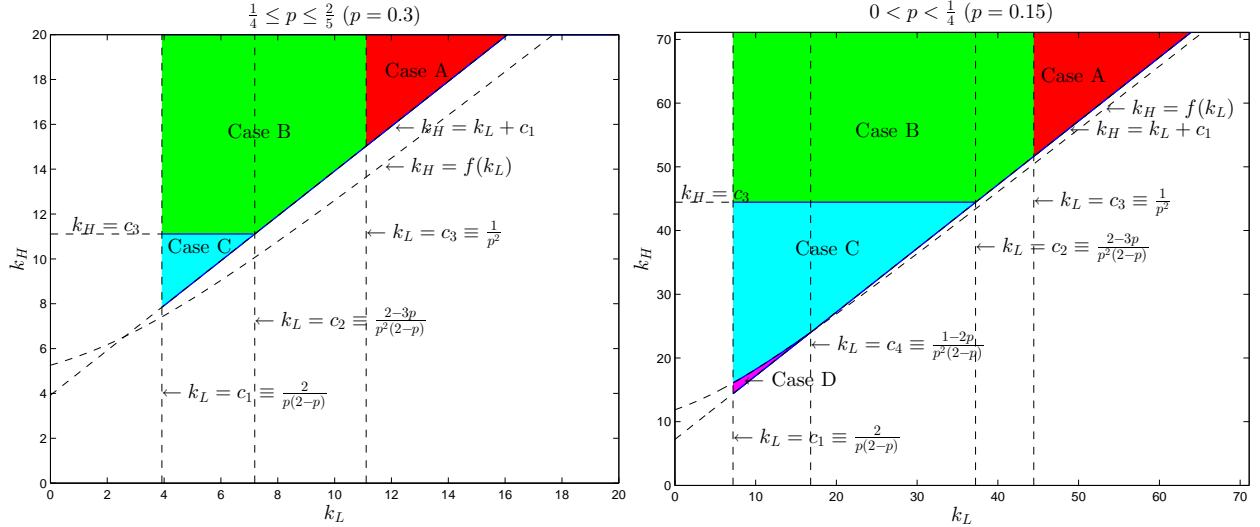 1/4 ≤ p ≤ 2/5 (p = 0.3)
20
18
16
14
12
10
8
6
4
2
0
k_H
Case A
Case B
← k_H = k_L + c_1
← k_H = f(k_L)
k_H = c_3
Case C
← k_L = c_3 ≡ 1/p^2
← k_L = c_2 ≡ (2−3p)/(p^2(2−p))
← k_L = c_1 ≡ 2/(p(2−p))
0 2 4 6 8 10 12 14 16 18 20
k_L
0 < p < 1/4 (p = 0.15)
70
60
50
40
30
20
10
0
k_H
Case A
← k_H = f(k_L)
Case B
← k_H = k_L + c_1
k_H = c_3
← k_L = c_3 ≡ 1/p^2
Case C
← k_L = c_2 ≡ (2−3p)/(p^2(2−p))
← k_L = c_4 ≡ (1−2p)/(p^2(2−p))
← Case D
← k_L = c_1 ≡ 2/(p(2−p))
0 10 20 30 40 50 60 70
k_L